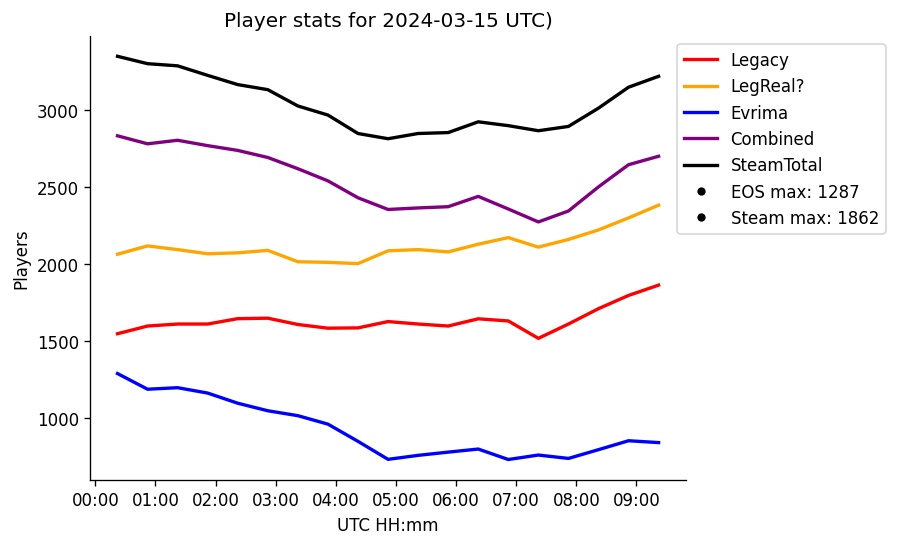 Player stats for 2024-03-15 UTC)
Legacy
LegReal?
Evrima
Combined
SteamTotal
EOS max: 1287
Steam max: 1862
Players
3000
2500
2000
1500
1000
00:00 01:00 02:00 03:00 04:00 05:00 06:00 07:00 08:00 09:00
UTC HH:mm